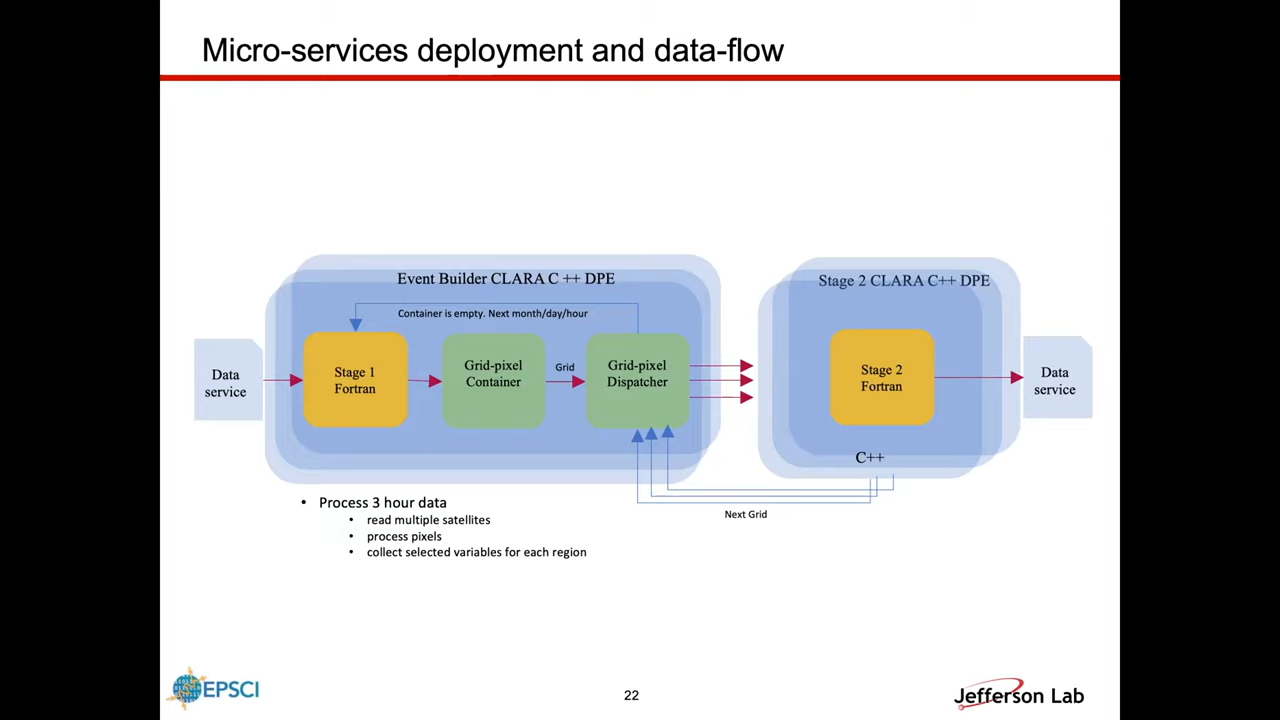 Micro-services deployment and data-flow
Event Builder CLARA C ++ DPE
Container is empty. Next month/day/hour
Data
service
Stage 1
Fortran
Grid-pixel
Container
Grid
Grid-pixel
Dispatcher
Stage 2 CLARA C++ DPE
Stage 2
Fortran
C++
Data
service
Next Grid
• Process 3 hour data
• read multiple satellites
• process pixels
• collect selected variables for each region
EPSCI
22
Jefferson Lab